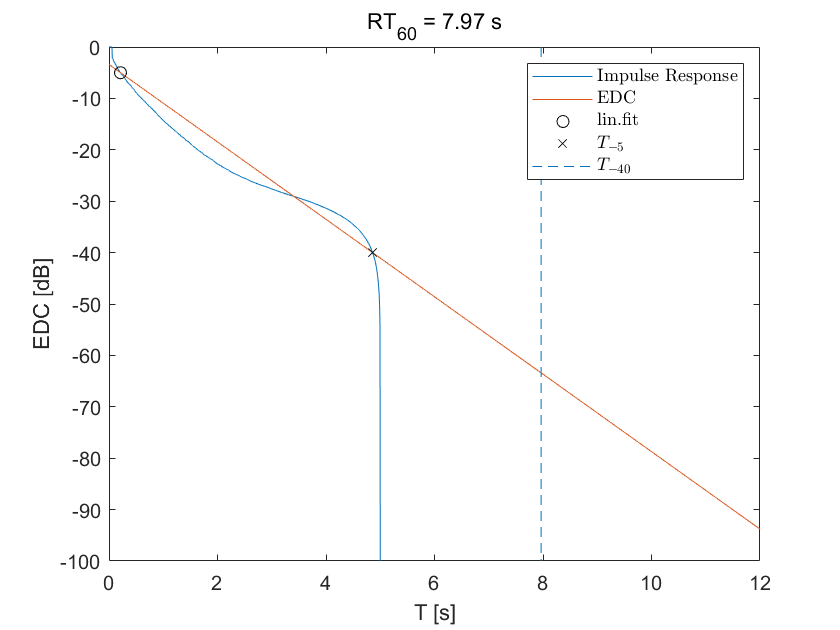 RT60 = 7.97 s
Impulse Response
EDC
lin.fit
T−5
T−40
0
-10
-20
-30
-40
-50
-60
-70
-80
-90
-100
EDC [dB]
0 2 4 6 8 10 12
T [s]